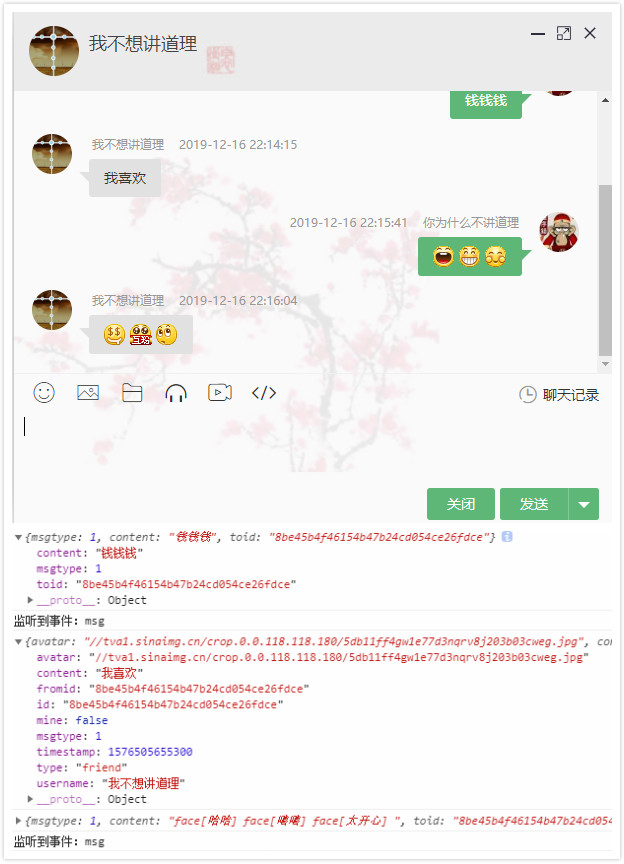 我不想讲道理
钱钱钱
我不想讲道理 2019-12-16 22:14:15
我喜欢
2019-12-16 22:15:41 你为什么不讲道理
我不想讲道理 2019-12-16 22:16:04
互粉
聊天记录
关闭 发送
{msgtype: 1, content: "钱钱钱", toid: "8be45b4f46154b47b24cd054ce26fdce"}
content: "钱钱钱"
msgtype: 1
toid: "8be45b4f46154b47b24cd054ce26fdce"
__proto__: Object
监听到事件: msg
{avatar: "//tva1.sinaimg.cn/crop.0.0.118.118.180/5db11ff4gw1e77d3nqrv8j203b03cweg.jpg", con
avatar: "//tva1.sinaimg.cn/crop.0.0.118.118.180/5db11ff4gw1e77d3nqrv8j203b03cweg.jpg"
content: "我喜欢"
fromid: "8be45b4f46154b47b24cd054ce26fdce"
id: "8be45b4f46154b47b24cd054ce26fdce"
mine: false
msgtype: 1
timestamp: 1576505655300
type: "friend"
username: "我不想讲道理"
__proto__: Object
{msgtype: 1, content: "face[哈哈] face[嘻嘻] face[太开心] ", toid: "8be45b4f46154b47b24cd054ce
监听到事件: msg